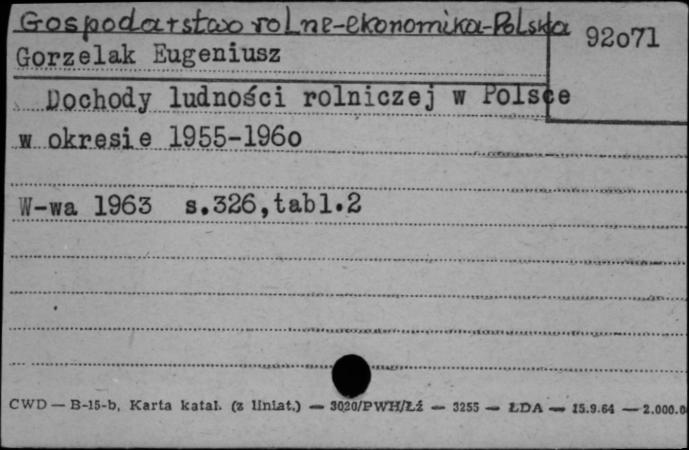 Gospodarstwo rolne-ekonomika-Polska
92o71
Gorzelak Eugeniusz
Dochody ludności rolniczej w Polsce
w okresie 1955-196o
W-wa 1963 s.326,tabl.2
CWD — B-15-b, Karta katal. (z liniat.) — 3020/PWH/Łź — 3255 — ŁDA — 15.9.64 — 2.000.0